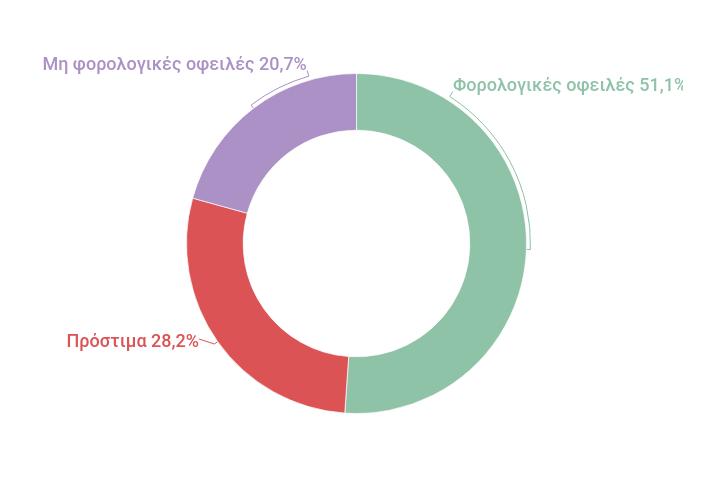 Μη φορολογικές οφειλές 20,7%
Φορολογικές οφειλές 51,1%
Πρόστιμα 28,2%